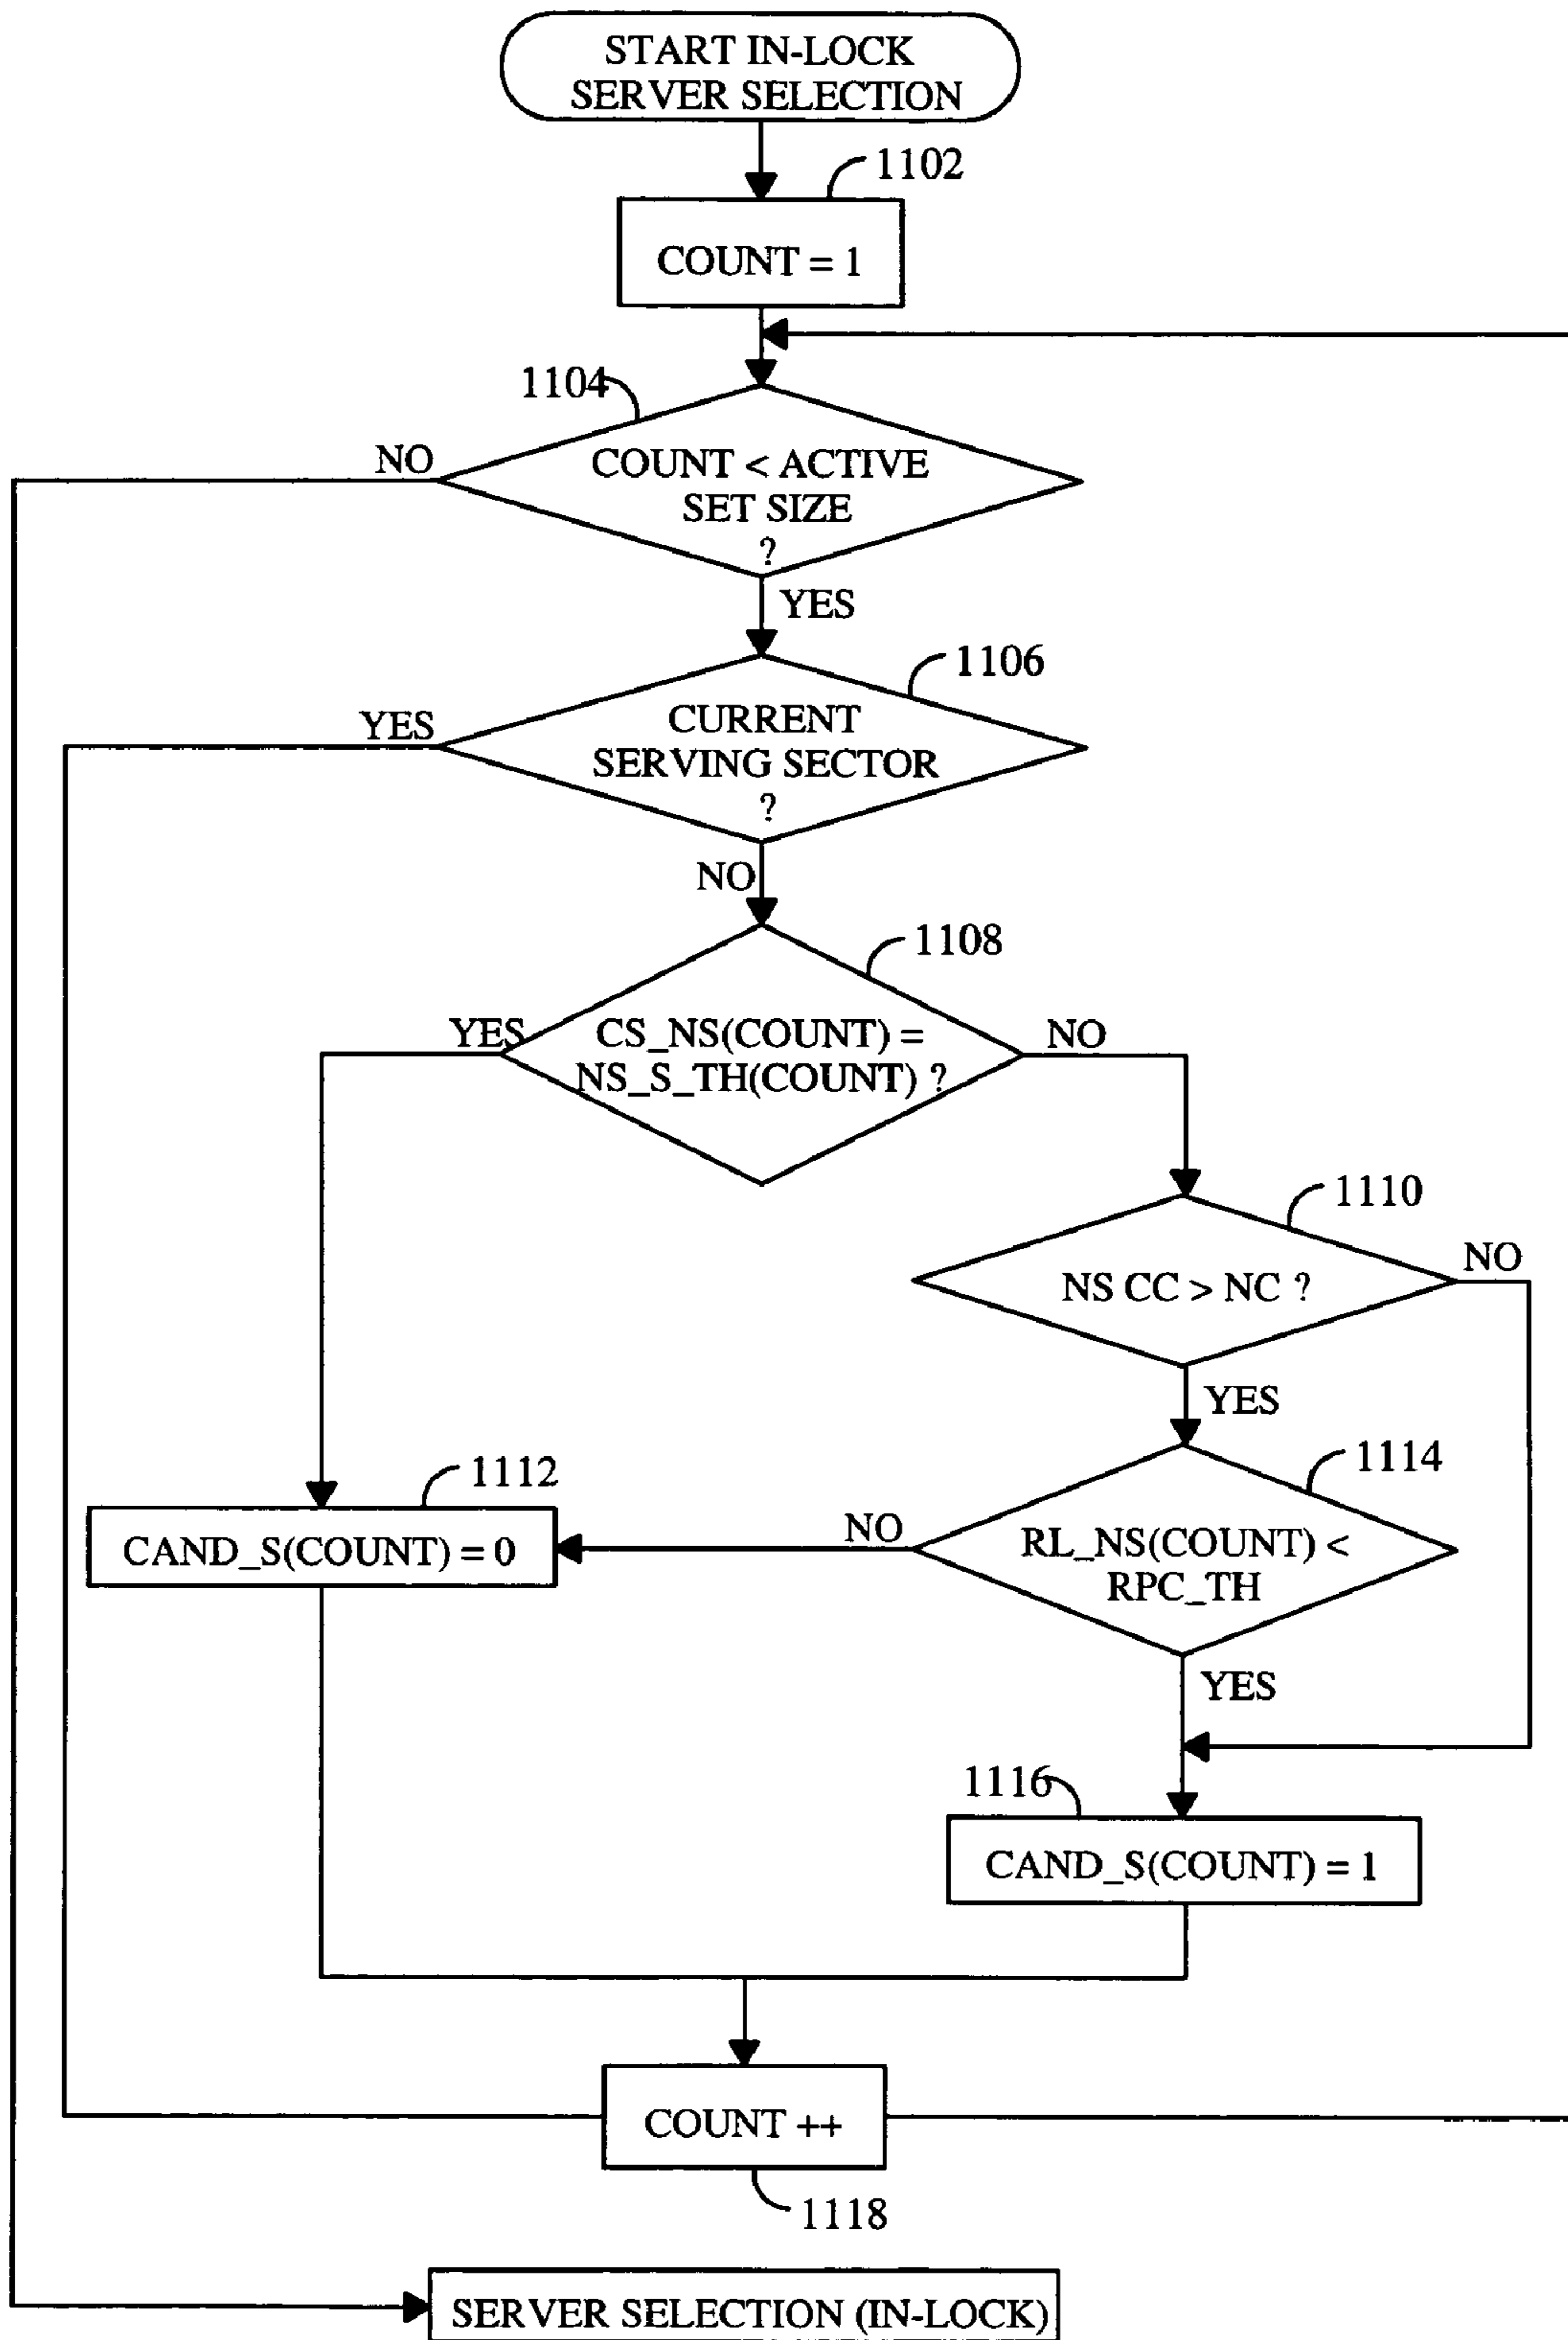 START IN-LOCK
SERVER SELECTION
1102
COUNT = 1
1104
NO
COUNT < ACTIVE
SET SIZE
?
YES
1106
YES
CURRENT
SERVING SECTOR
?
NO
1108
YES
CS_NS(COUNT) =
NS_S_TH(COUNT) ?
NO
1110
NO
NS CC > NC ?
YES
1112
1114
CAND_S(COUNT) = 0
NO
RL_NS(COUNT) <
RPC_TH
YES
1116
CAND_S(COUNT) = 1
COUNT ++
1118
SERVER SELECTION (IN-LOCK)